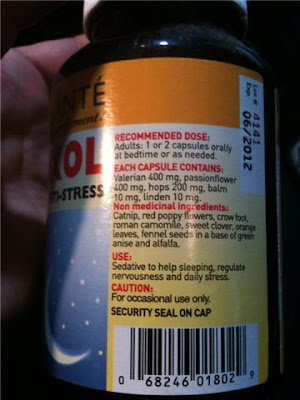 NTÉ
RECOMMENDED DOSE:
Adults: 1 or 2 capsules orally
at bedtime or as needed.
EACH CAPSULE CONTAINS:
Valerian 400 mg, passionflower
400 mg, hops 200 mg, balm
10 mg, linden 10 mg.
Non medicinal ingredients:
Catnip, red poppy flowers, crow foot,
roman camomile, sweet clover, orange
leaves, fennel seeds in a base of green
anise and alfalfa.
USE:
Sedative to help sleeping, regulate
nervousness and daily stress.
CAUTION:
For occasional use only.
SECURITY SEAL ON CAP
0 68246 01802 9
OL
TI-STRESS
Lot # 4141
Exp. 06/2012